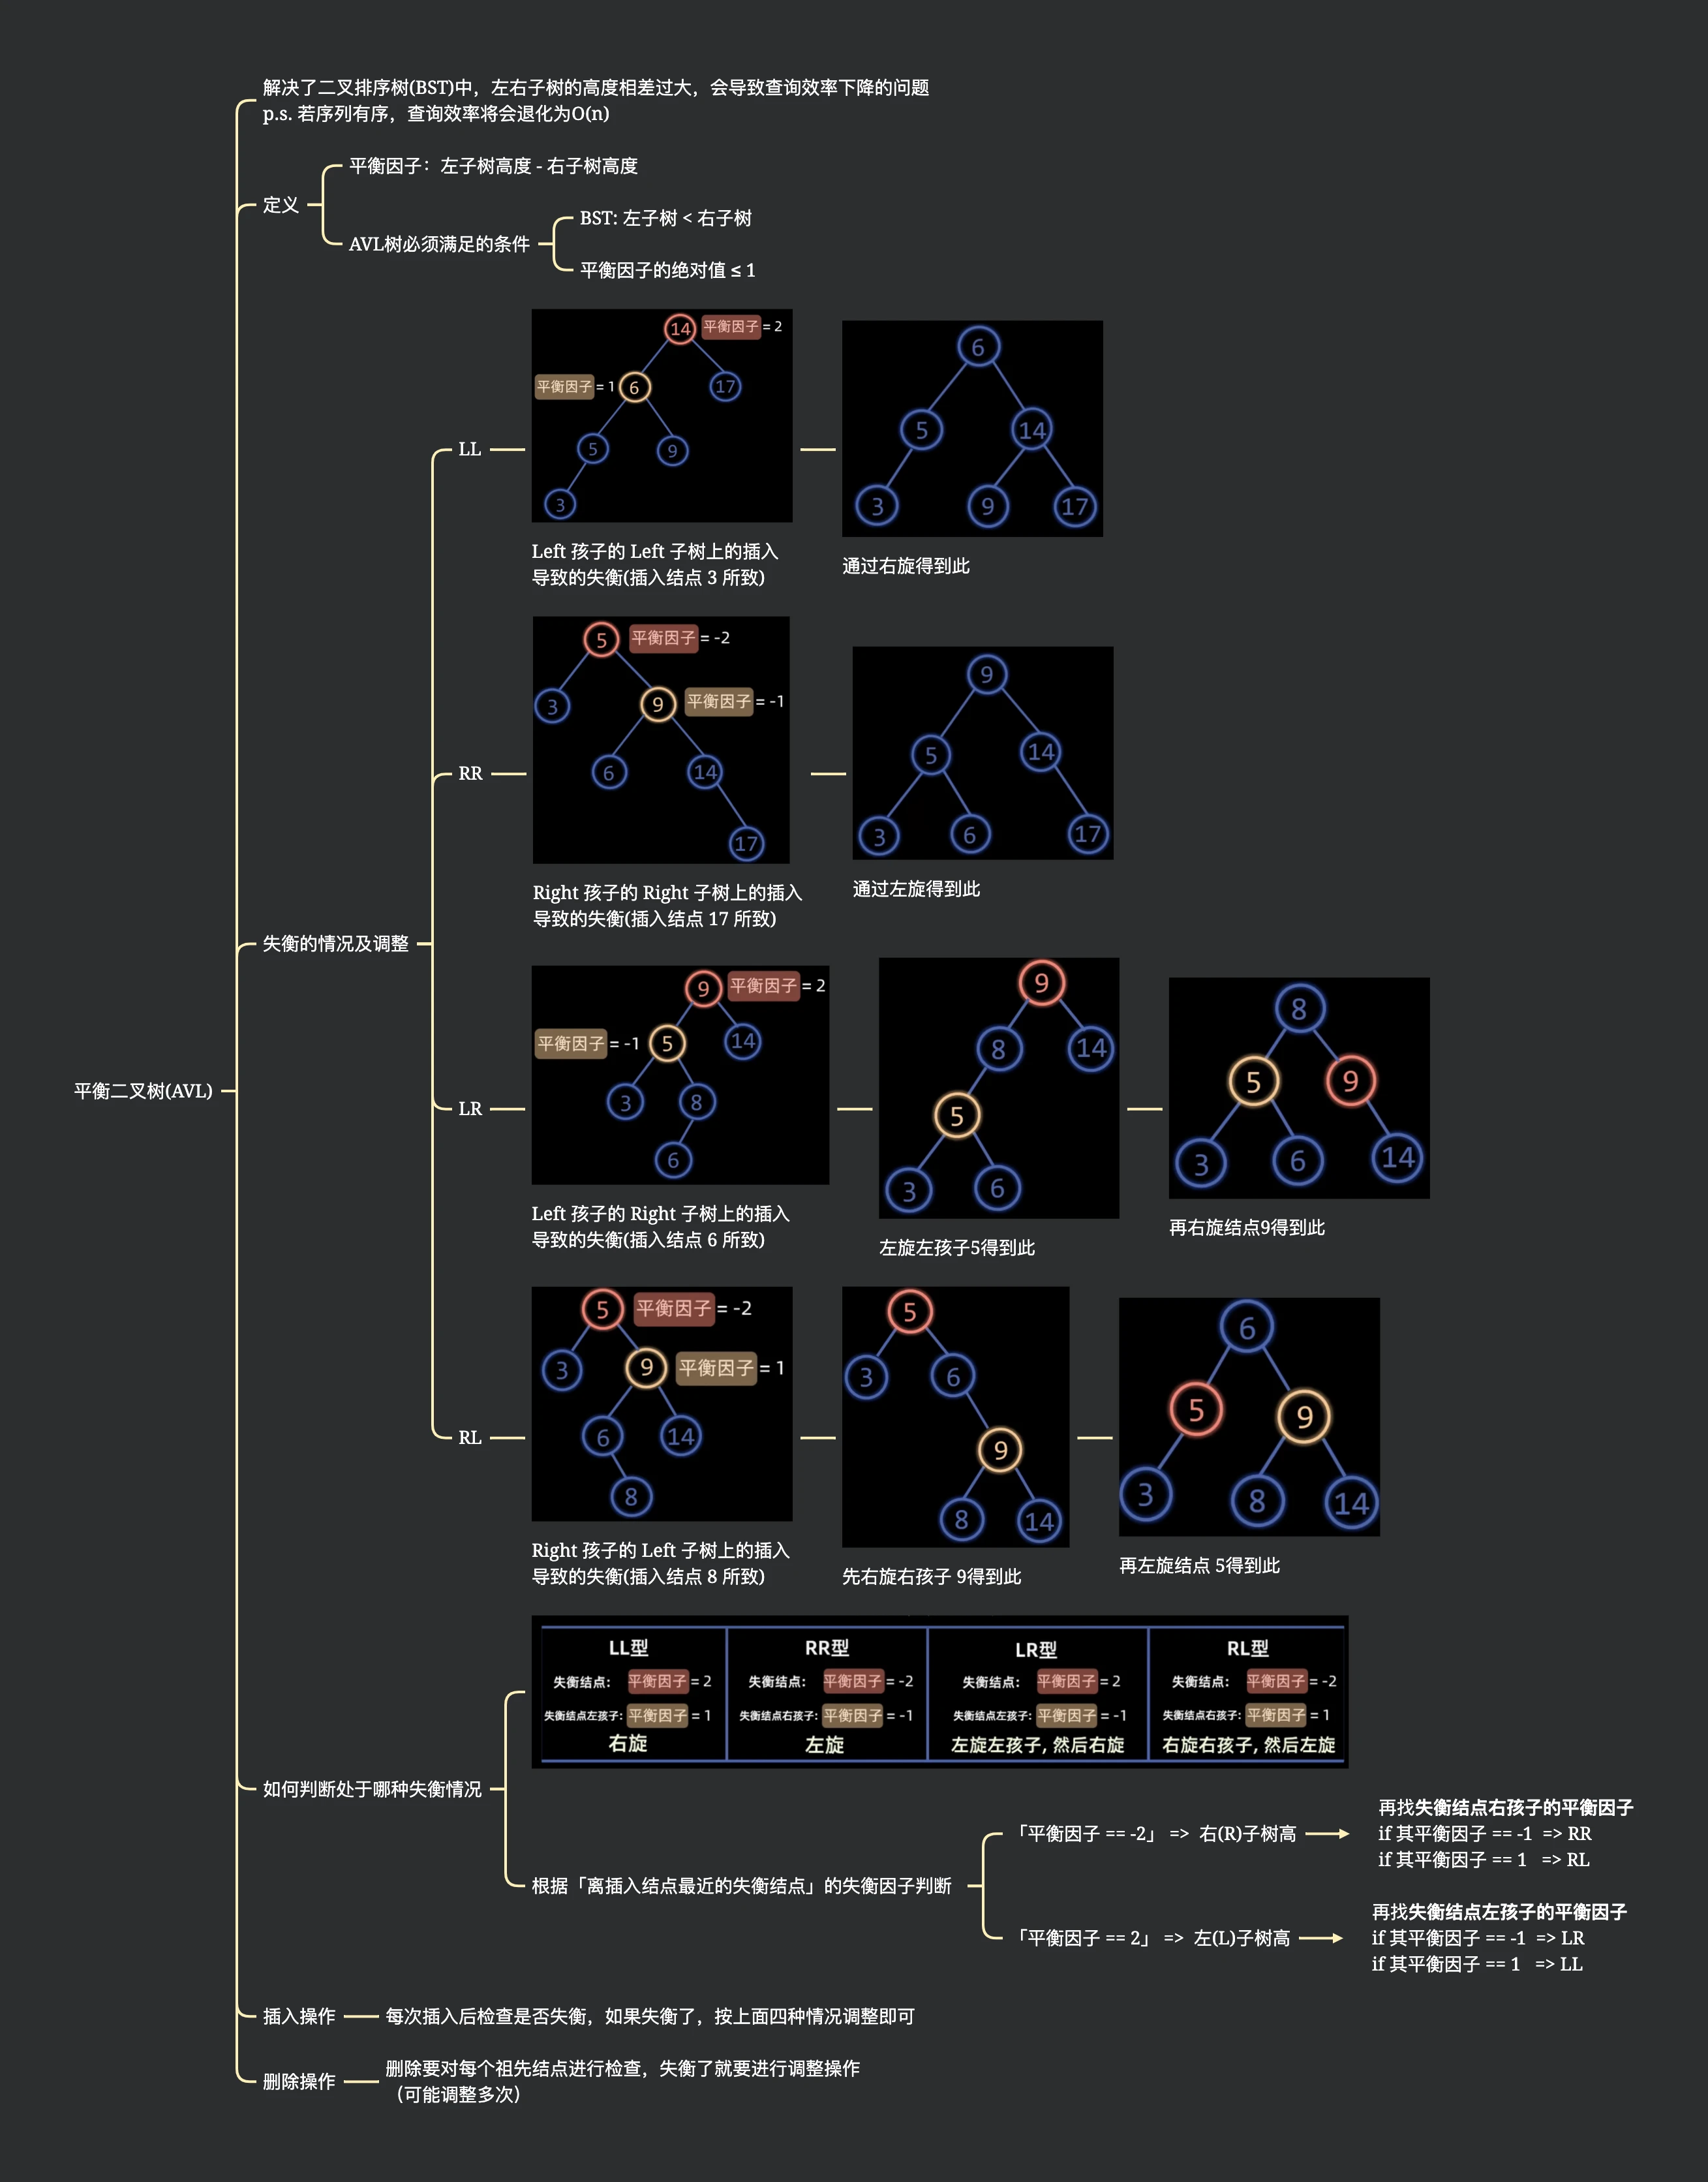 解决了二叉排序树(BST)中，左右子树的高度相差过大，会导致查询效率下降的问题
p.s. 若序列有序，查询效率将会退化为O(n)
平衡因子：左子树高度 - 右子树高度
定义
BST: 左子树 < 右子树
AVL树必须满足的条件
平衡因子的绝对值 ≤ 1
14 平衡因子 = 2
平衡因子 = 1 6 17
5 9
3
6
5 14
3 9 17
LL
Left 孩子的 Left 子树上的插入
导致的失衡(插入结点 3 所致)
通过右旋得到此
5 平衡因子 = -2
3 9 平衡因子 = -1
6 14
17
9
5 14
3 6 17
RR
Right 孩子的 Right 子树上的插入
导致的失衡(插入结点 17 所致)
通过左旋得到此
失衡的情况及调整
9 平衡因子 = 2
平衡因子 = -1 5 14
3 8
6
9
8 14
5
3 6
8
5 9
3 6 14
平衡二叉树(AVL)
LR
Left 孩子的 Right 子树上的插入
导致的失衡(插入结点 6 所致)
左旋左孩子5得到此
再右旋结点9得到此
5 平衡因子 = -2
3 9 平衡因子 = 1
6 14
8
5
3 6
9
8 14
6
5 9
3 8 14
RL
Right 孩子的 Left 子树上的插入
导致的失衡(插入结点 8 所致)
先右旋右孩子 9得到此
再左旋结点 5得到此
LL型 RR型 LR型 RL型
失衡结点: 平衡因子 = 2 失衡结点: 平衡因子 = -2 失衡结点: 平衡因子 = 2 失衡结点: 平衡因子 = -2
失衡结点左孩子: 平衡因子 = 1 失衡结点右孩子: 平衡因子 = -1 失衡结点左孩子: 平衡因子 = -1 失衡结点右孩子: 平衡因子 = 1
右旋 左旋 左旋左孩子, 然后右旋 右旋右孩子, 然后左旋
如何判断处于哪种失衡情况
根据「离插入结点最近的失衡结点」的失衡因子判断
「平衡因子 == -2」 => 右(R)子树高
再找失衡结点右孩子的平衡因子
if 其平衡因子 == -1 => RR
if 其平衡因子 == 1 => RL
「平衡因子 == 2」 => 左(L)子树高
再找失衡结点左孩子的平衡因子
if 其平衡因子 == -1 => LR
if 其平衡因子 == 1 => LL
插入操作
每次插入后检查是否失衡，如果失衡了，按上面四种情况调整即可
删除操作
删除要对每个祖先结点进行检查，失衡了就要进行调整操作
（可能调整多次）